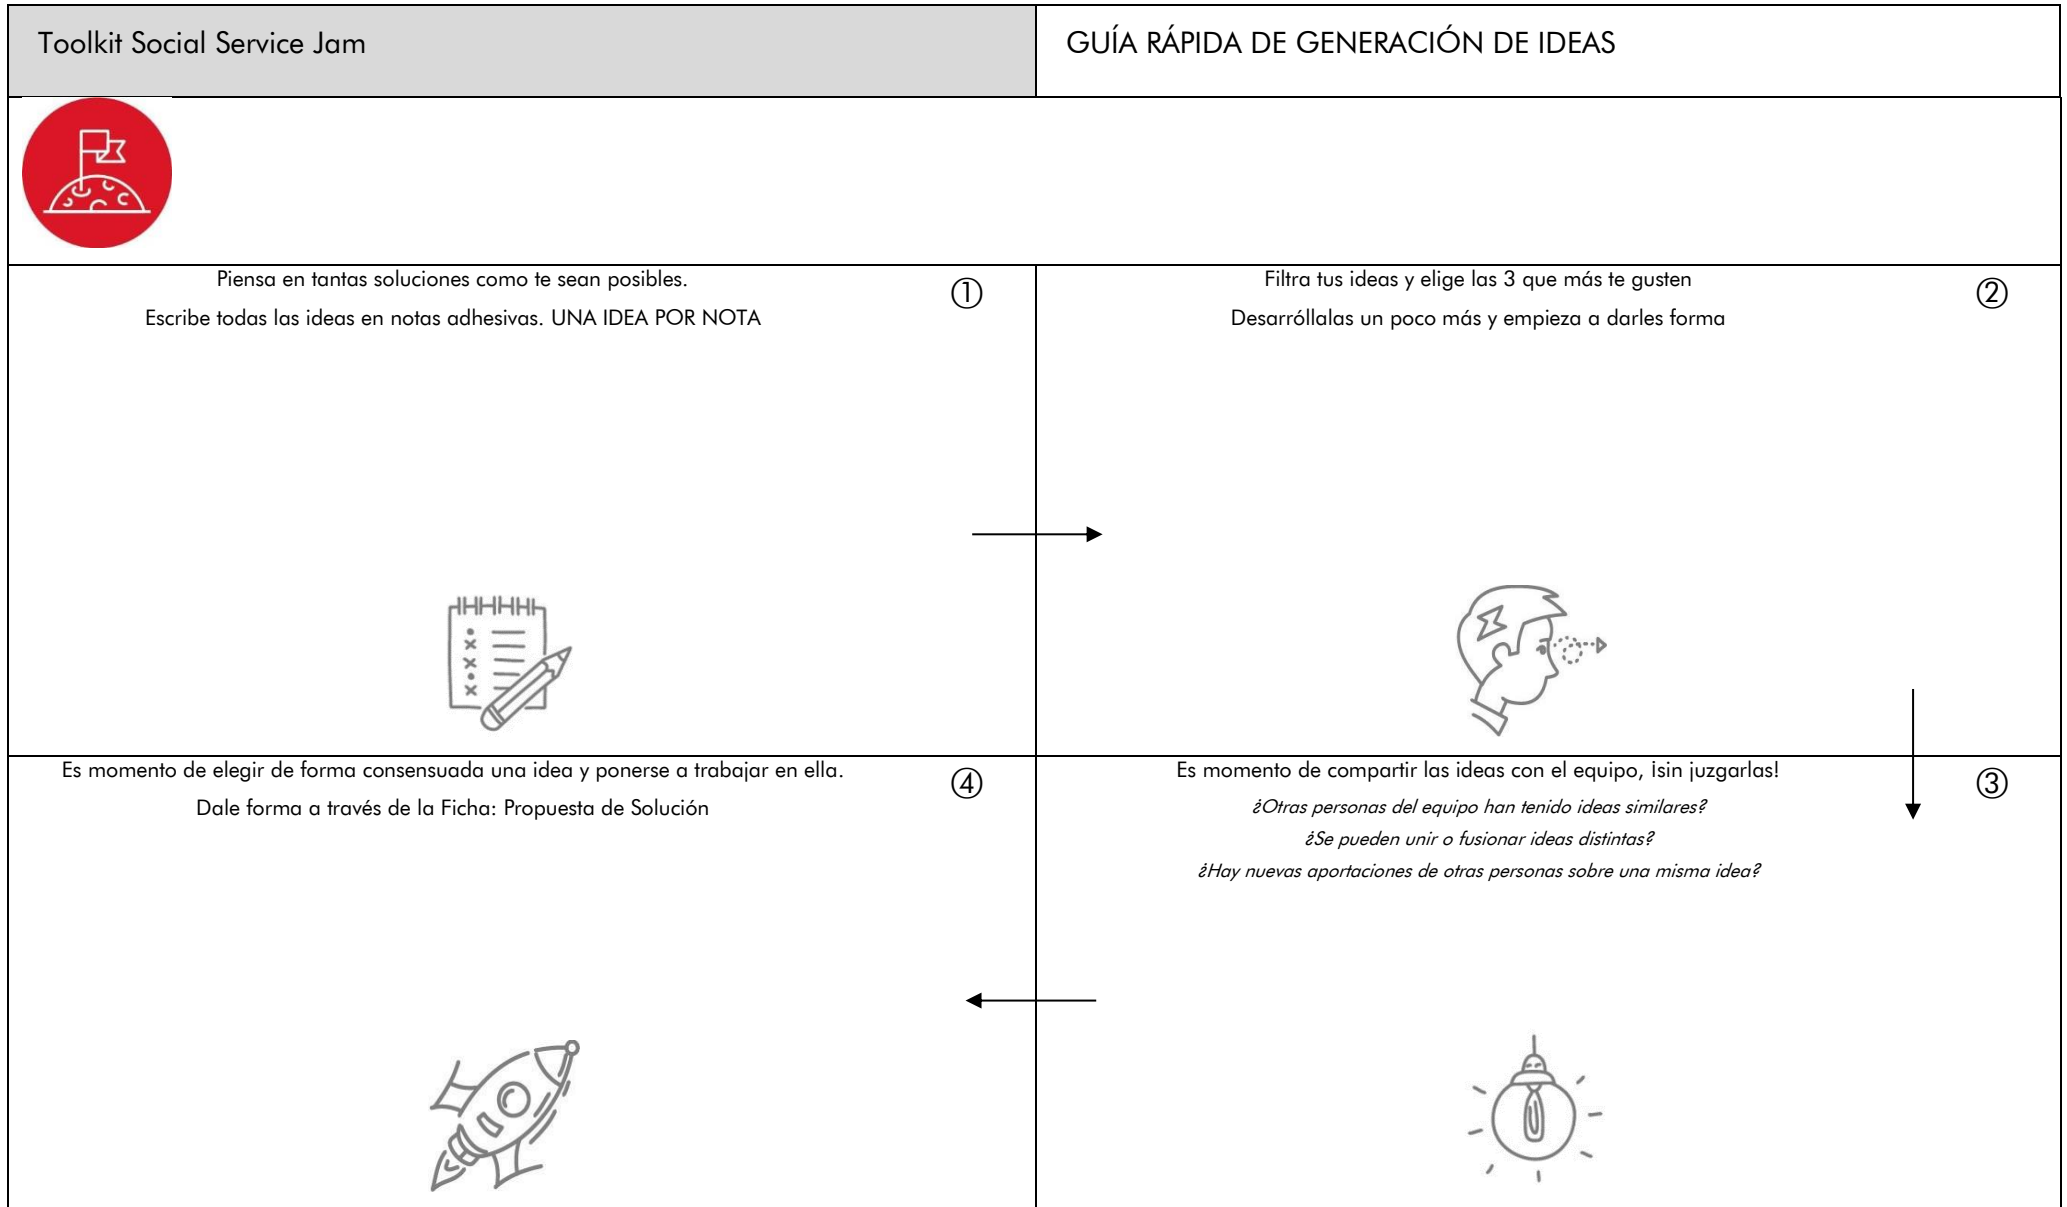 Toolkit Social Service Jam
GUÍA RÁPIDA DE GENERACIÓN DE IDEAS
Piensa en tantas soluciones como te sean posibles.
Escribe todas las ideas en notas adhesivas. UNA IDEA POR NOTA
①
Filtra tus ideas y elige las 3 que más te gusten
Desarróllalas un poco más y empieza a darles forma
②
Es momento de compartir las ideas con el equipo, ¡sin juzgarlas!
¿Otras personas del equipo han tenido ideas similares?
¿Se pueden unir o fusionar ideas distintas?
¿Hay nuevas aportaciones de otras personas sobre una misma idea?
③
Es momento de elegir de forma consensuada una idea y ponerse a trabajar en ella.
Dale forma a través de la Ficha: Propuesta de Solución
④